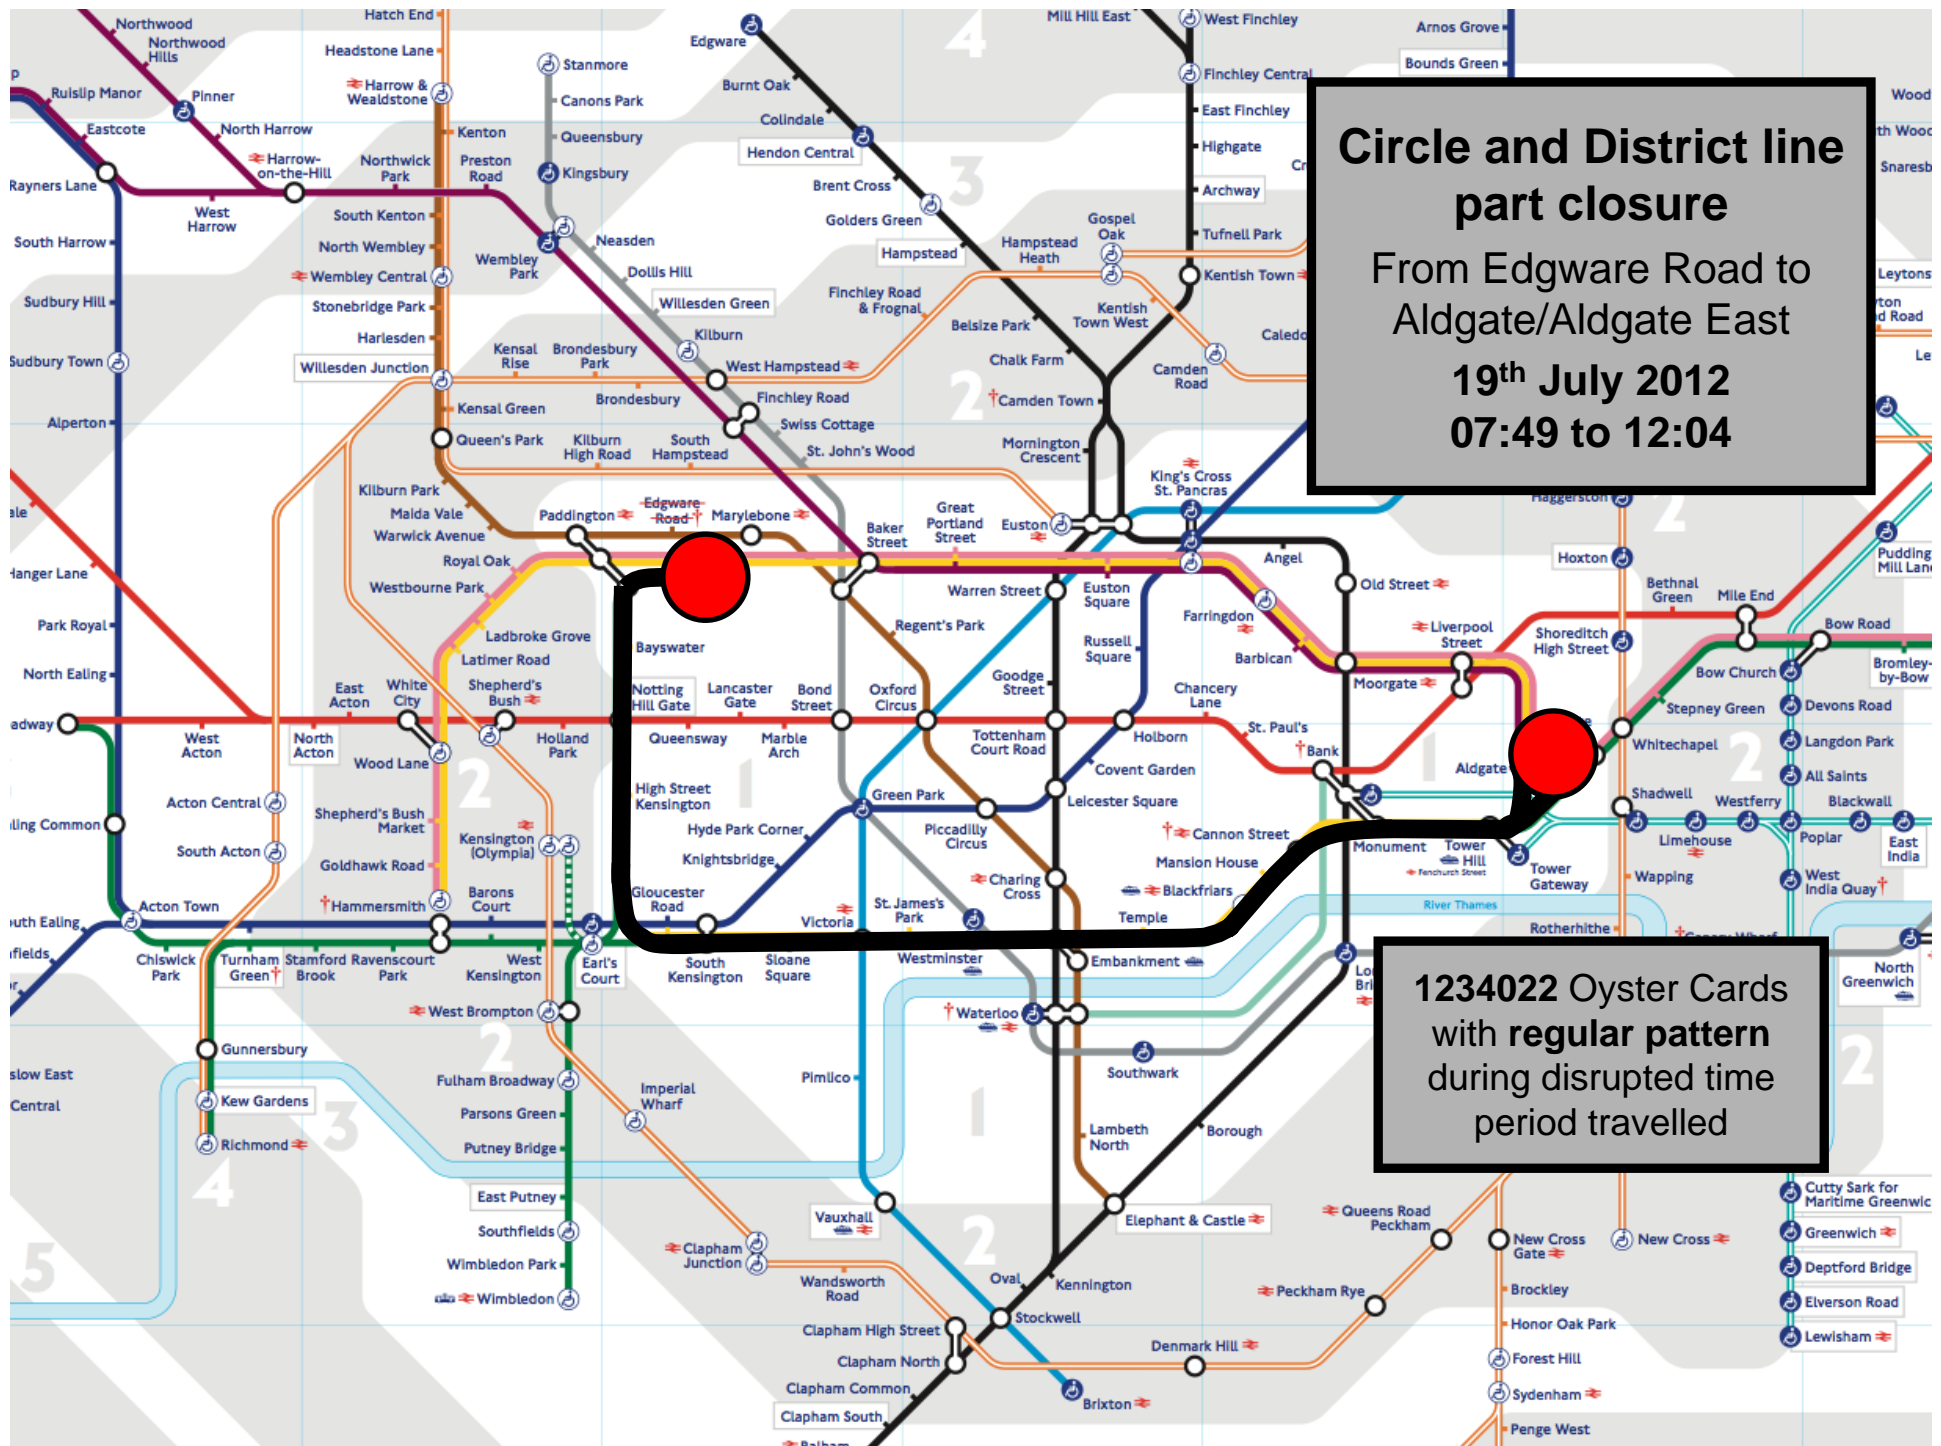 Circle and District line
part closure
From Edgware Road to
Aldgate/Aldgate East
19th July 2012
07:49 to 12:04
1234022 Oyster Cards
with regular pattern
during disrupted time
period travelled
Northwood
Northwood
Hills
Ruislip Manor
Pinner
Eastcote
North Harrow
Harrow-
on-the-Hill
Rayners Lane
West
Harrow
South Harrow
Sudbury Hill
Sudbury Town
Alperton
Hanger Lane
Park Royal
North Ealing
Hatch End
Headstone Lane
Harrow &
Wealdstone
Kenton
Northwick
Park
Preston
Road
South Kenton
North Wembley
Wembley Central
Stonebridge Park
Harlesden
Willesden Junction
Kensal Green
Queen's Park
Kilburn Park
Maida Vale
Warwick Avenue
Royal Oak
Westbourne Park
Stanmore
Canons Park
Queensbury
Kingsbury
Wembley
Park
Neasden
Dollis Hill
Willesden Green
Kilburn
West Hampstead
Finchley Road
Swiss Cottage
St. John's Wood
Kensal
Rise
Brondesbury
Park
Brondesbury
Kilburn
High Road
South
Hampstead
Edgware
Burnt Oak
Colindale
Hendon Central
Brent Cross
Golders Green
Hampstead
Hampstead
Heath
Gospel
Oak
Finchley Road
& Frognal
Belsize Park
Chalk Farm
Kentish
Town West
Camden
Road
Camden Town
Mornington
Crescent
Mill Hill East
West Finchley
Finchley Central
East Finchley
Highgate
Archway
Tufnell Park
Kentish Town
Arnos Grove
Bounds Green
Paddington
Edgware
Road
Marylebone
Baker
Street
Great
Portland
Street
Euston
King's Cross
St. Pancras
Angel
Old Street
Warren Street
Euston
Square
Farringdon
Barbican
Russell
Square
Regent's Park
Goodge
Street
Moorgate
Liverpool
Street
Haggerston
Hoxton
Shoreditch
High Street
Bethnal
Green
Mile End
Bow Road
Bow Church
Bromley-
by-Bow
Pudding
Mill Lane
Stepney Green
Whitechapel
Devons Road
Langdon Park
All Saints
Ladbroke Grove
Latimer Road
Bayswater
East
Acton
White
City
Shepherd's
Bush
Notting
Hill Gate
Lancaster
Gate
Bond
Street
Oxford
Circus
Chancery
Lane
St. Paul's
Bank
Aldgate
West
Acton
North
Acton
Wood Lane
Holland
Park
Queensway
Marble
Arch
Tottenham
Court Road
Holborn
Covent Garden
Leicester Square
Acton Central
South Acton
Shepherd's Bush
Market
Goldhawk Road
Hammersmith
Kensington
(Olympia)
High Street
Kensington
Hyde Park Corner
Knightsbridge
Green Park
Piccadilly
Circus
Charing
Cross
Cannon Street
Mansion House
Blackfriars
Temple
Monument
Tower
Hill
Fenchurch Street
Tower
Gateway
Shadwell
Limehouse
Westferry
Poplar
Blackwall
East
India
West
India Quay
Wapping
Rotherhithe
River Thames
North
Greenwich
Acton Town
Barons
Court
Gloucester
Road
Victoria
St. James's
Park
Chiswick
Park
Turnham
Green
Stamford
Brook
Ravenscourt
Park
West
Kensington
Earl's
Court
South
Kensington
Sloane
Square
Westminster
Embankment
Waterloo
Southwark
West Brompton
Gunnersbury
Kew Gardens
Richmond
Fulham Broadway
Parsons Green
Putney Bridge
East Putney
Southfields
Wimbledon Park
Wimbledon
Imperial
Wharf
Clapham
Junction
Wandsworth
Road
Pimlico
Vauxhall
Lambeth
North
Borough
Elephant & Castle
Oval
Kennington
Stockwell
Clapham High Street
Clapham North
Clapham Common
Clapham South
Brixton
Denmark Hill
Peckham Rye
Queens Road
Peckham
New Cross
Gate
New Cross
Brockley
Honor Oak Park
Forest Hill
Sydenham
Penge West
Cutty Sark for
Greenwich
Deptford Bridge
Elverson Road
Lewisham
1
1
1
2
2
2
2
2
2
2
3
3
4
4
5